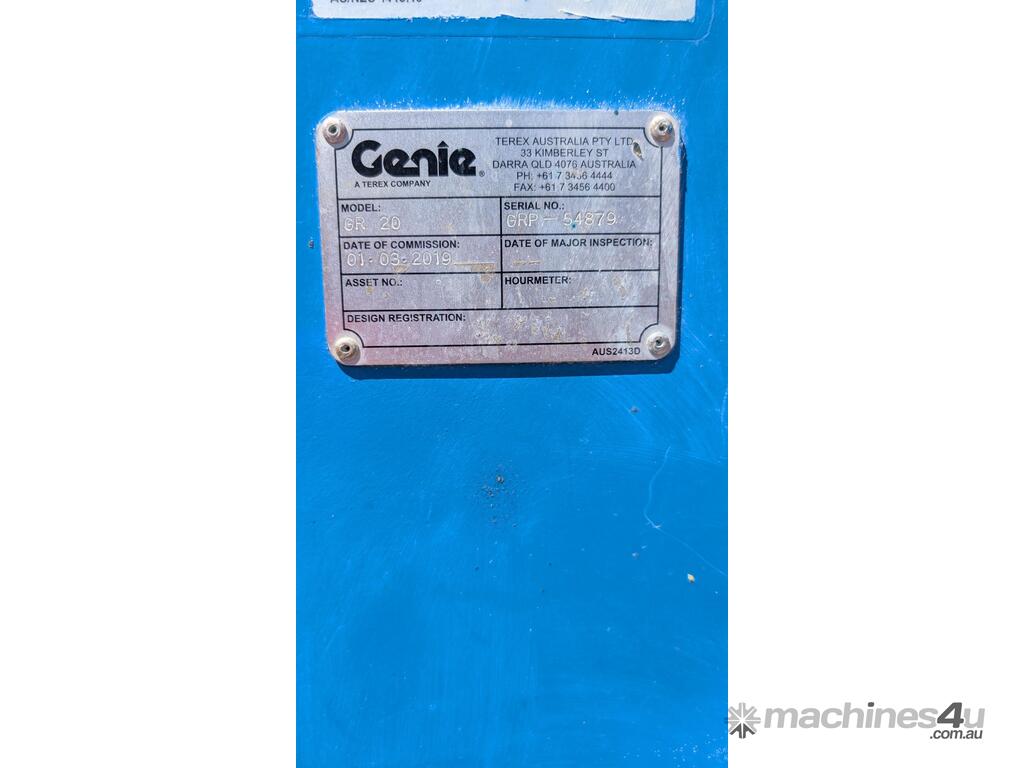 Genie
A TEREX COMPANY
TEREX AUSTRALIA PTY LTD
33 KIMBERLEY ST
DARRA QLD 4076 AUSTRALIA
PH: +61 7 3456 4444
FAX: +61 7 3456 4400
MODEL:
GR 20
SERIAL NO.:
GRP-54879
DATE OF COMMISSION:
01-03-2019
DATE OF MAJOR INSPECTION:
ASSET NO.:
HOURMETER:
DESIGN REGISTRATION:
AUS2413D
machines4u
.com.au